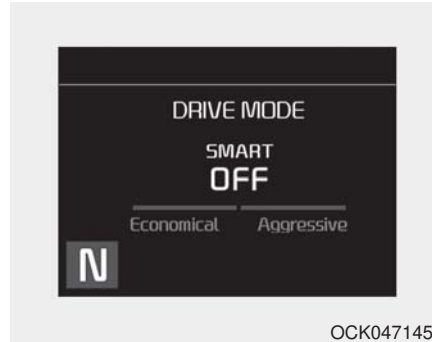 DRIVE MODE
SMART
OFF
Economical Aggressive
N
OCK047145